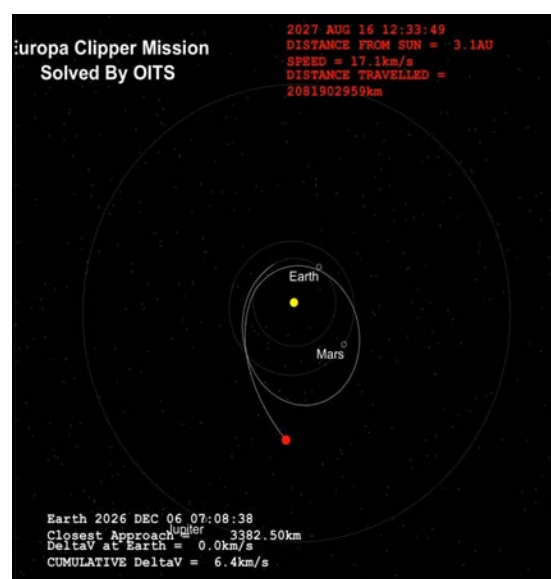 :uropa Clipper Mission
Solved By OITS
2027 AUG 16 12:33:49
DISTANCE FROM SUN = 3.1AU
SPEED = 17.1km/s
DISTANCE TRAVELLED =
2081902959km
Earth
Mars
Earth 2026 DEC 06 07:08:38
Jupiter
Closest Approach = 3382.50km
DeltaV at Earth = 0.0km/s
CUMULATIVE DeltaV = 6.4km/s